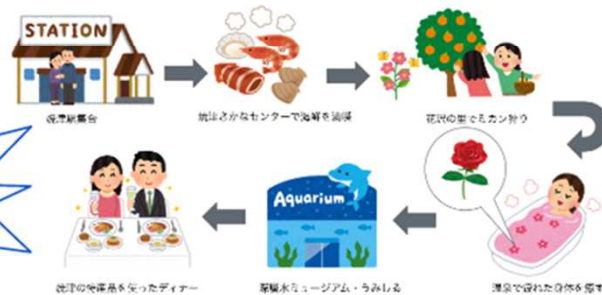 STATION
焼津駅集合
焼津さかなセンターで海鮮を満喫
花沢の里でミカン狩り
温泉で疲れた身体を癒す
Aquarium
深層水ミュージアム・うみしる
焼津の特産品を使ったディナー